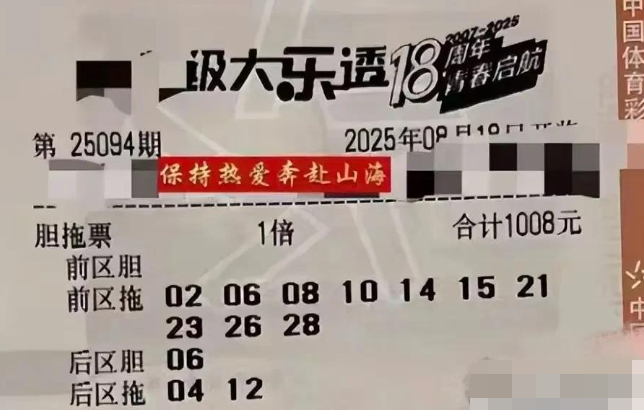 级大乐透18 2007-2025
周年
青春启航
中国体育彩
第 25094期 2025年08月18日开奖
保持热爱奔赴山海
胆拖票 1倍 合计1008元
前区胆
前区拖 02 06 08 10 14 15 21
23 26 28
后区胆 06
后区拖 04 12